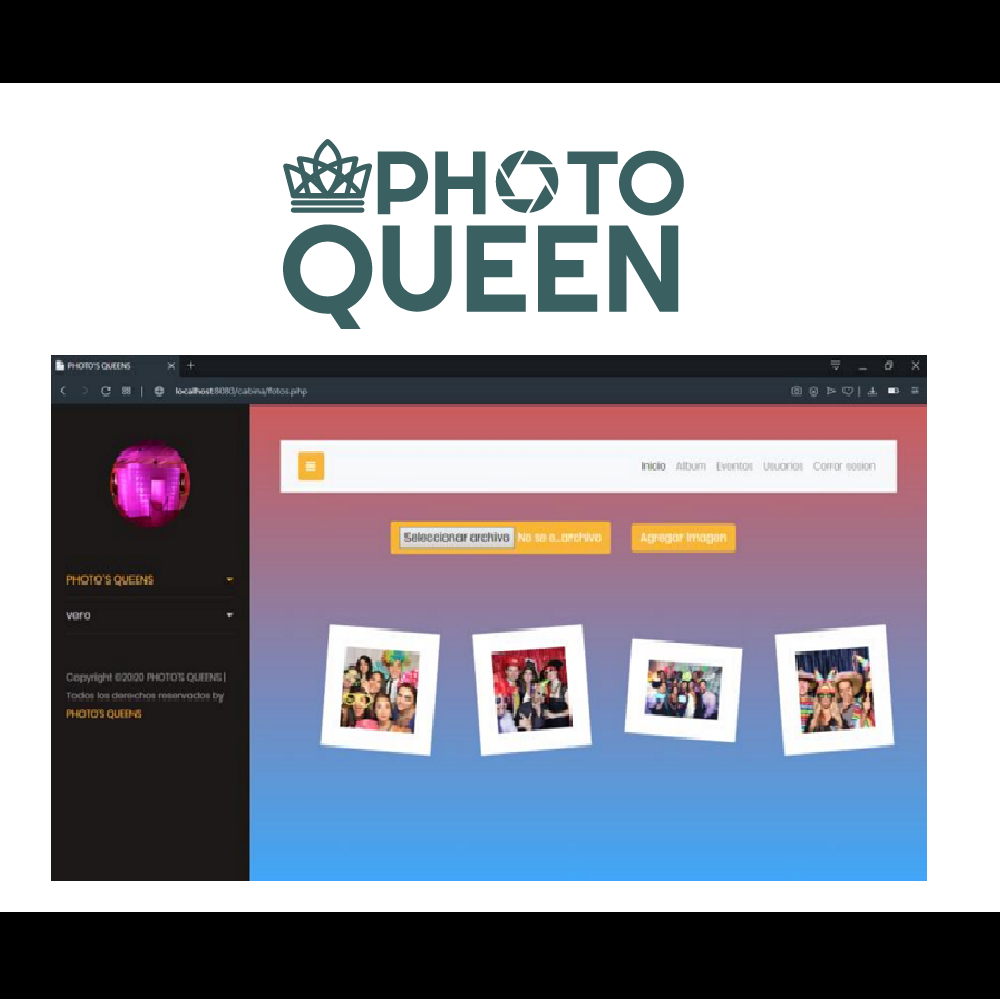 PHOTO
QUEEN
PHOTO'S QUEENS
localhost:8080/cabina/fotos.php
Inicio Album Eventos Usuarios Cerrar sesion
Seleccionar archivo No se e...archivo Agregar imagen
PHOTO'S QUEENS
vero
Copyright ©2020 PHOTO'S QUEENS |
Todos los derechos reservados by
PHOTO'S QUEENS